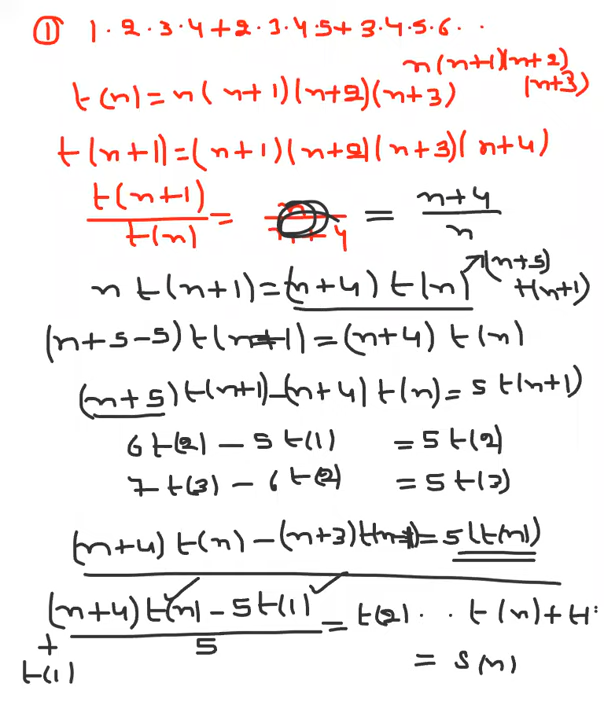 ① 1·2·3·4+2·3·4·5+3·4·5·6··
n(n+1)(n+2)(n+3)
t(n)=n(n+1)(n+2)(n+3)
t(n+1)=(n+1)(n+2)(n+3)(n+4)
t(n+1)/t(n) = = n+4/n
n t(n+1)=(n+4) t(n) (n+5) t(n+1)
(n+5-5) t(n+1)=(n+4) t(n)
(n+5) t(n+1)-(n+4) t(n)=5 t(n+1)
6 t(2) - 5 t(1) = 5 t(2)
7 t(3) - 6 t(2) = 5 t(3)
(n+4) t(n)-(n+3) t(n-1)=5(t(n))
(n+4) t(n) - 5 t(1) / 5 = t(2) · · t(n)+t(
+ t(1) = S(n)